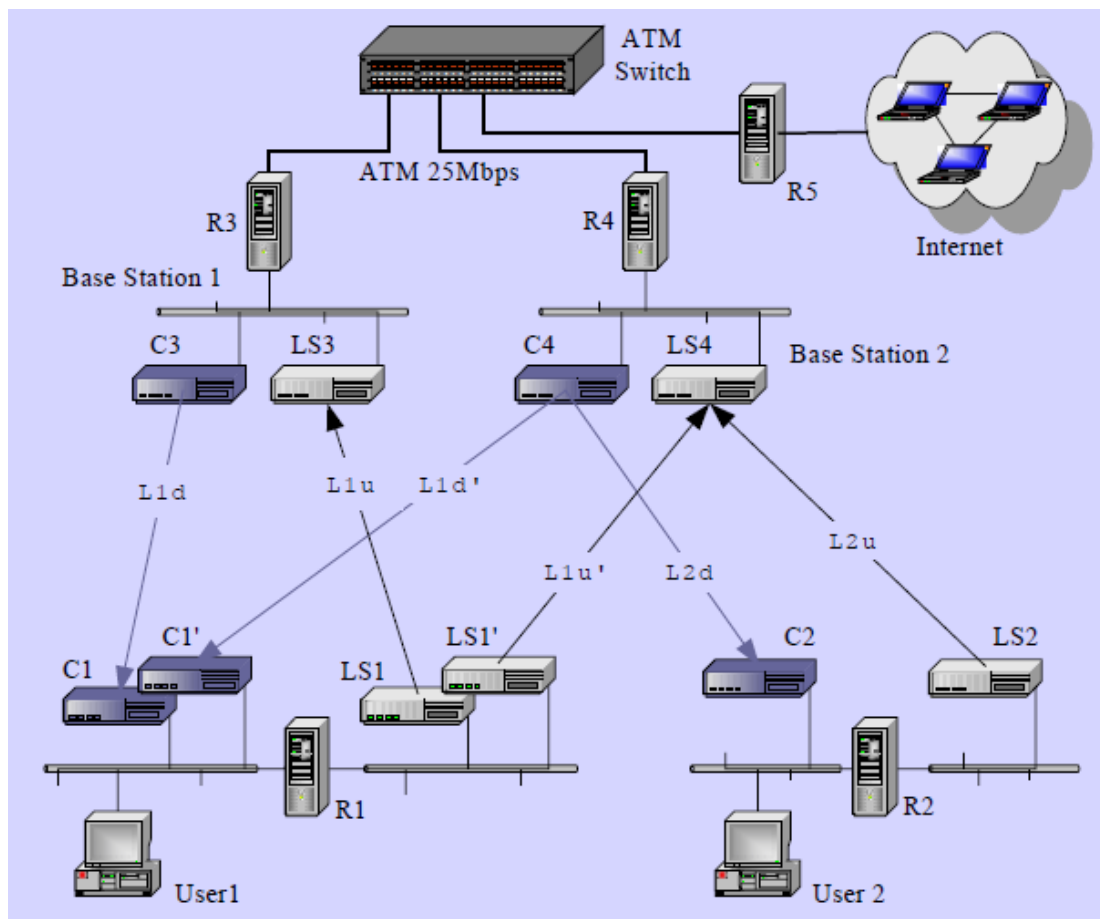 ATM
Switch
ATM 25Mbps
R5
R3
R4
Internet
Base Station 1
C3
LS3
C4
LS4
Base Station 2
L1d
L1u
L1d'
L2u
L1u'
L2d
C1'
LS1'
C2
LS2
C1
LS1
R1
R2
User1
User 2